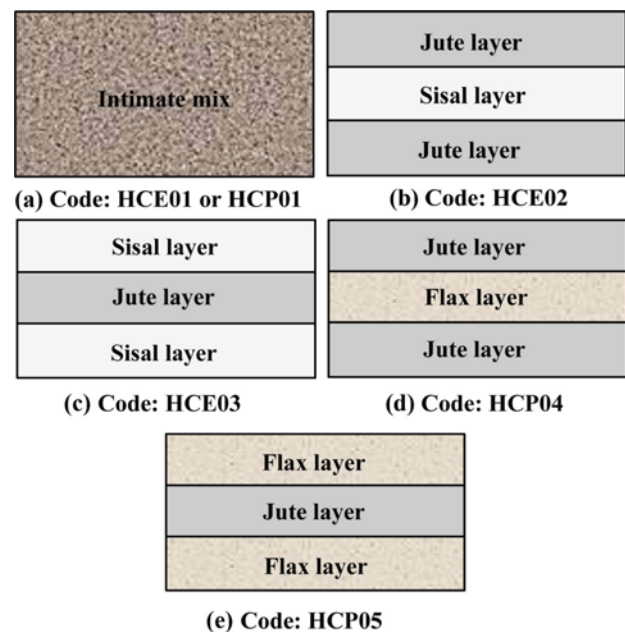 Intimate mix
(a) Code: HCE01 or HCP01
Jute layer
Sisal layer
Jute layer
(b) Code: HCE02
Sisal layer
Jute layer
Sisal layer
(c) Code: HCE03
Jute layer
Flax layer
Jute layer
(d) Code: HCP04
Flax layer
Jute layer
Flax layer
(e) Code: HCP05